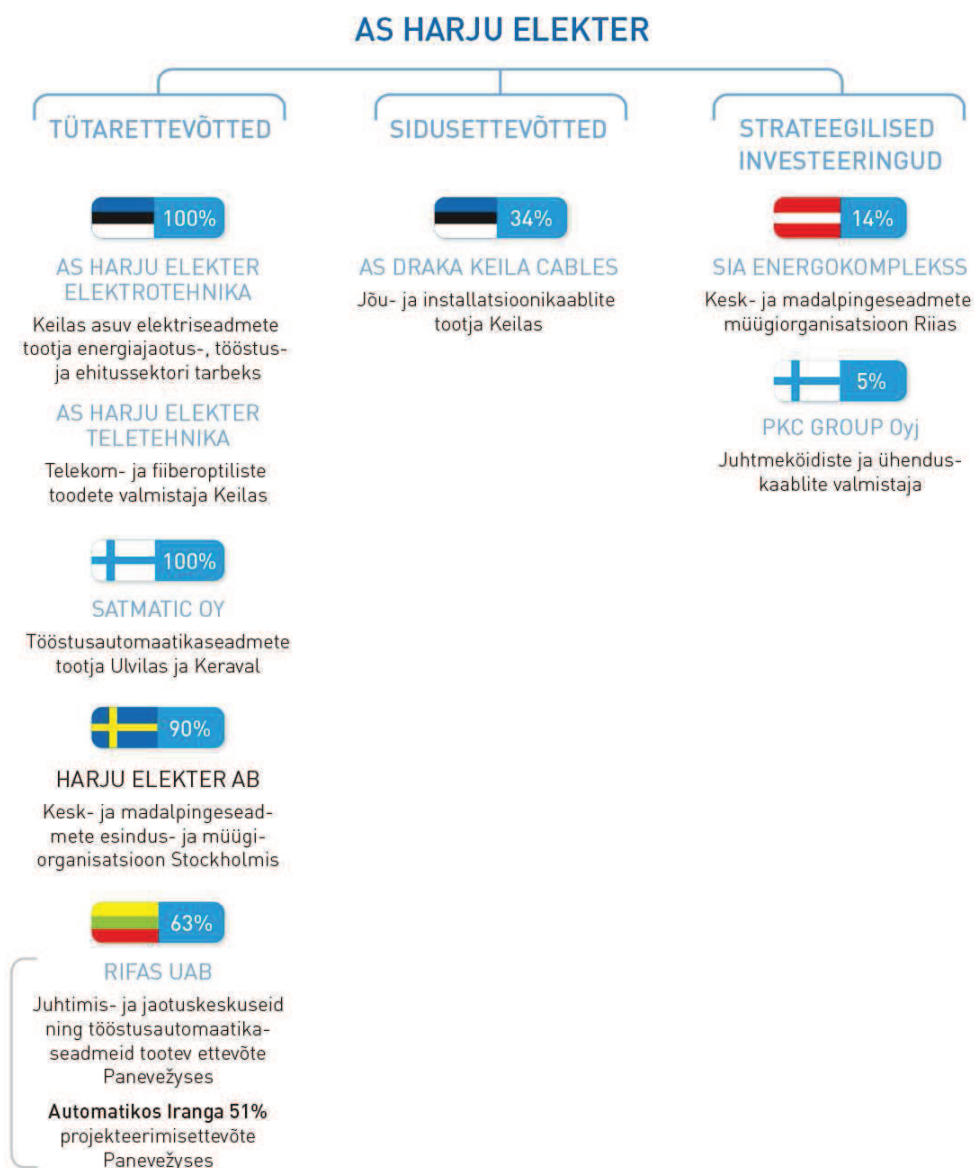 AS HARJU ELEKTER
TÜTARETTEVÕTTED
100%
AS HARJU ELEKTER
ELEKTROTEHNIKA
Keilas asuv elektriseadmete
tootja energiajaotus-, tööstus-
ja ehitussektori tarbeks
AS HARJU ELEKTER
TELETEHNIKA
Telekom- ja fiiberoptiliste
toodete valmistaja Keilas
100%
SATMATIC OY
Tööstusautomaatikaseadmete
tootja Ulvilas ja Keraval
90%
HARJU ELEKTER AB
Kesk- ja madalpingesead-
mete esindus- ja müügi-
organisatsioon Stockholmis
63%
RIFAS UAB
Juhtimis- ja jaotuskeskuseid
ning tööstusautomaatika-
seadmeid tootev ettevõte
Panevežyses
Automatikos Iranga 51%
projekteerimisettevõte
Panevežyses
SIDUSETTEVÕTTED
34%
AS DRAKA KEILA CABLES
Jõu- ja installatsioonikaablite
tootja Keilas
STRATEEGILISED
INVESTEERINGUD
14%
SIA ENERGOKOMPLEKSS
Kesk- ja madalpingeseadmete
müügiorganisatsioon Riias
5%
PKC GROUP Oyj
Juhtmeköidiste ja ühendus-
kaablite valmistaja